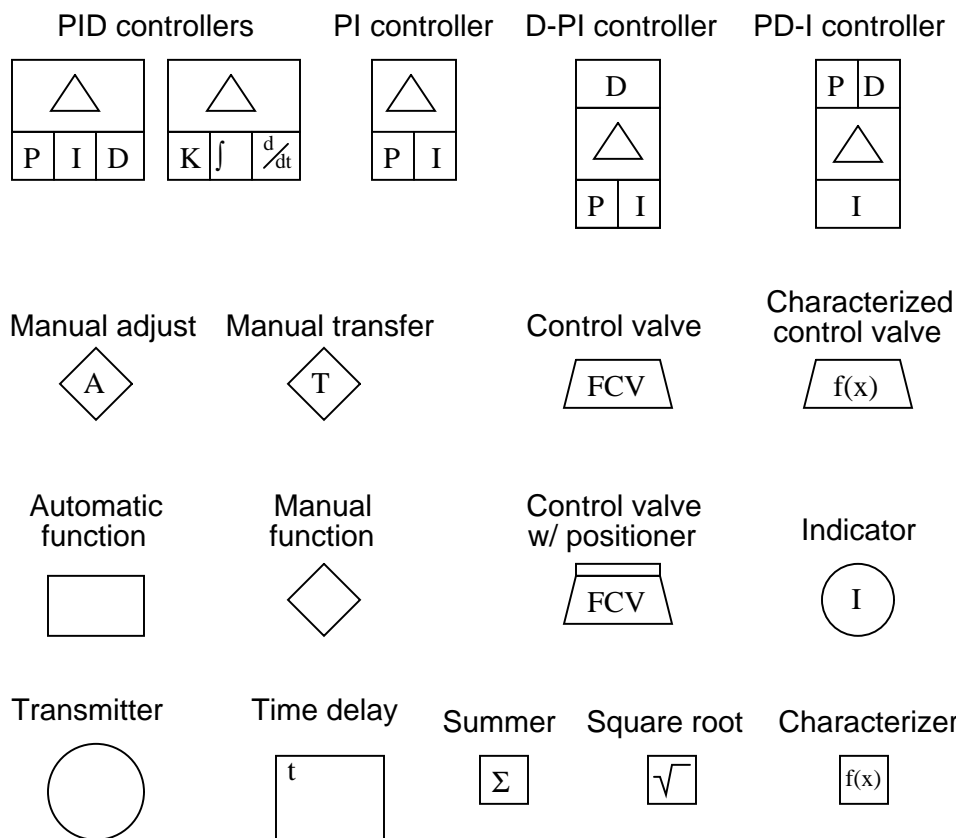 PID controllers
PI controller
D-PI controller
PD-I controller
P I D
K ∫ d/dt
P I
D
P I
P D
I
Manual adjust
Manual transfer
Control valve
Characterized
control valve
A
T
FCV
f(x)
Automatic
function
Manual
function
Control valve
w/ positioner
Indicator
FCV
I
Transmitter
Time delay
Summer
Square root
Characterizer
t
Σ
√
f(x)